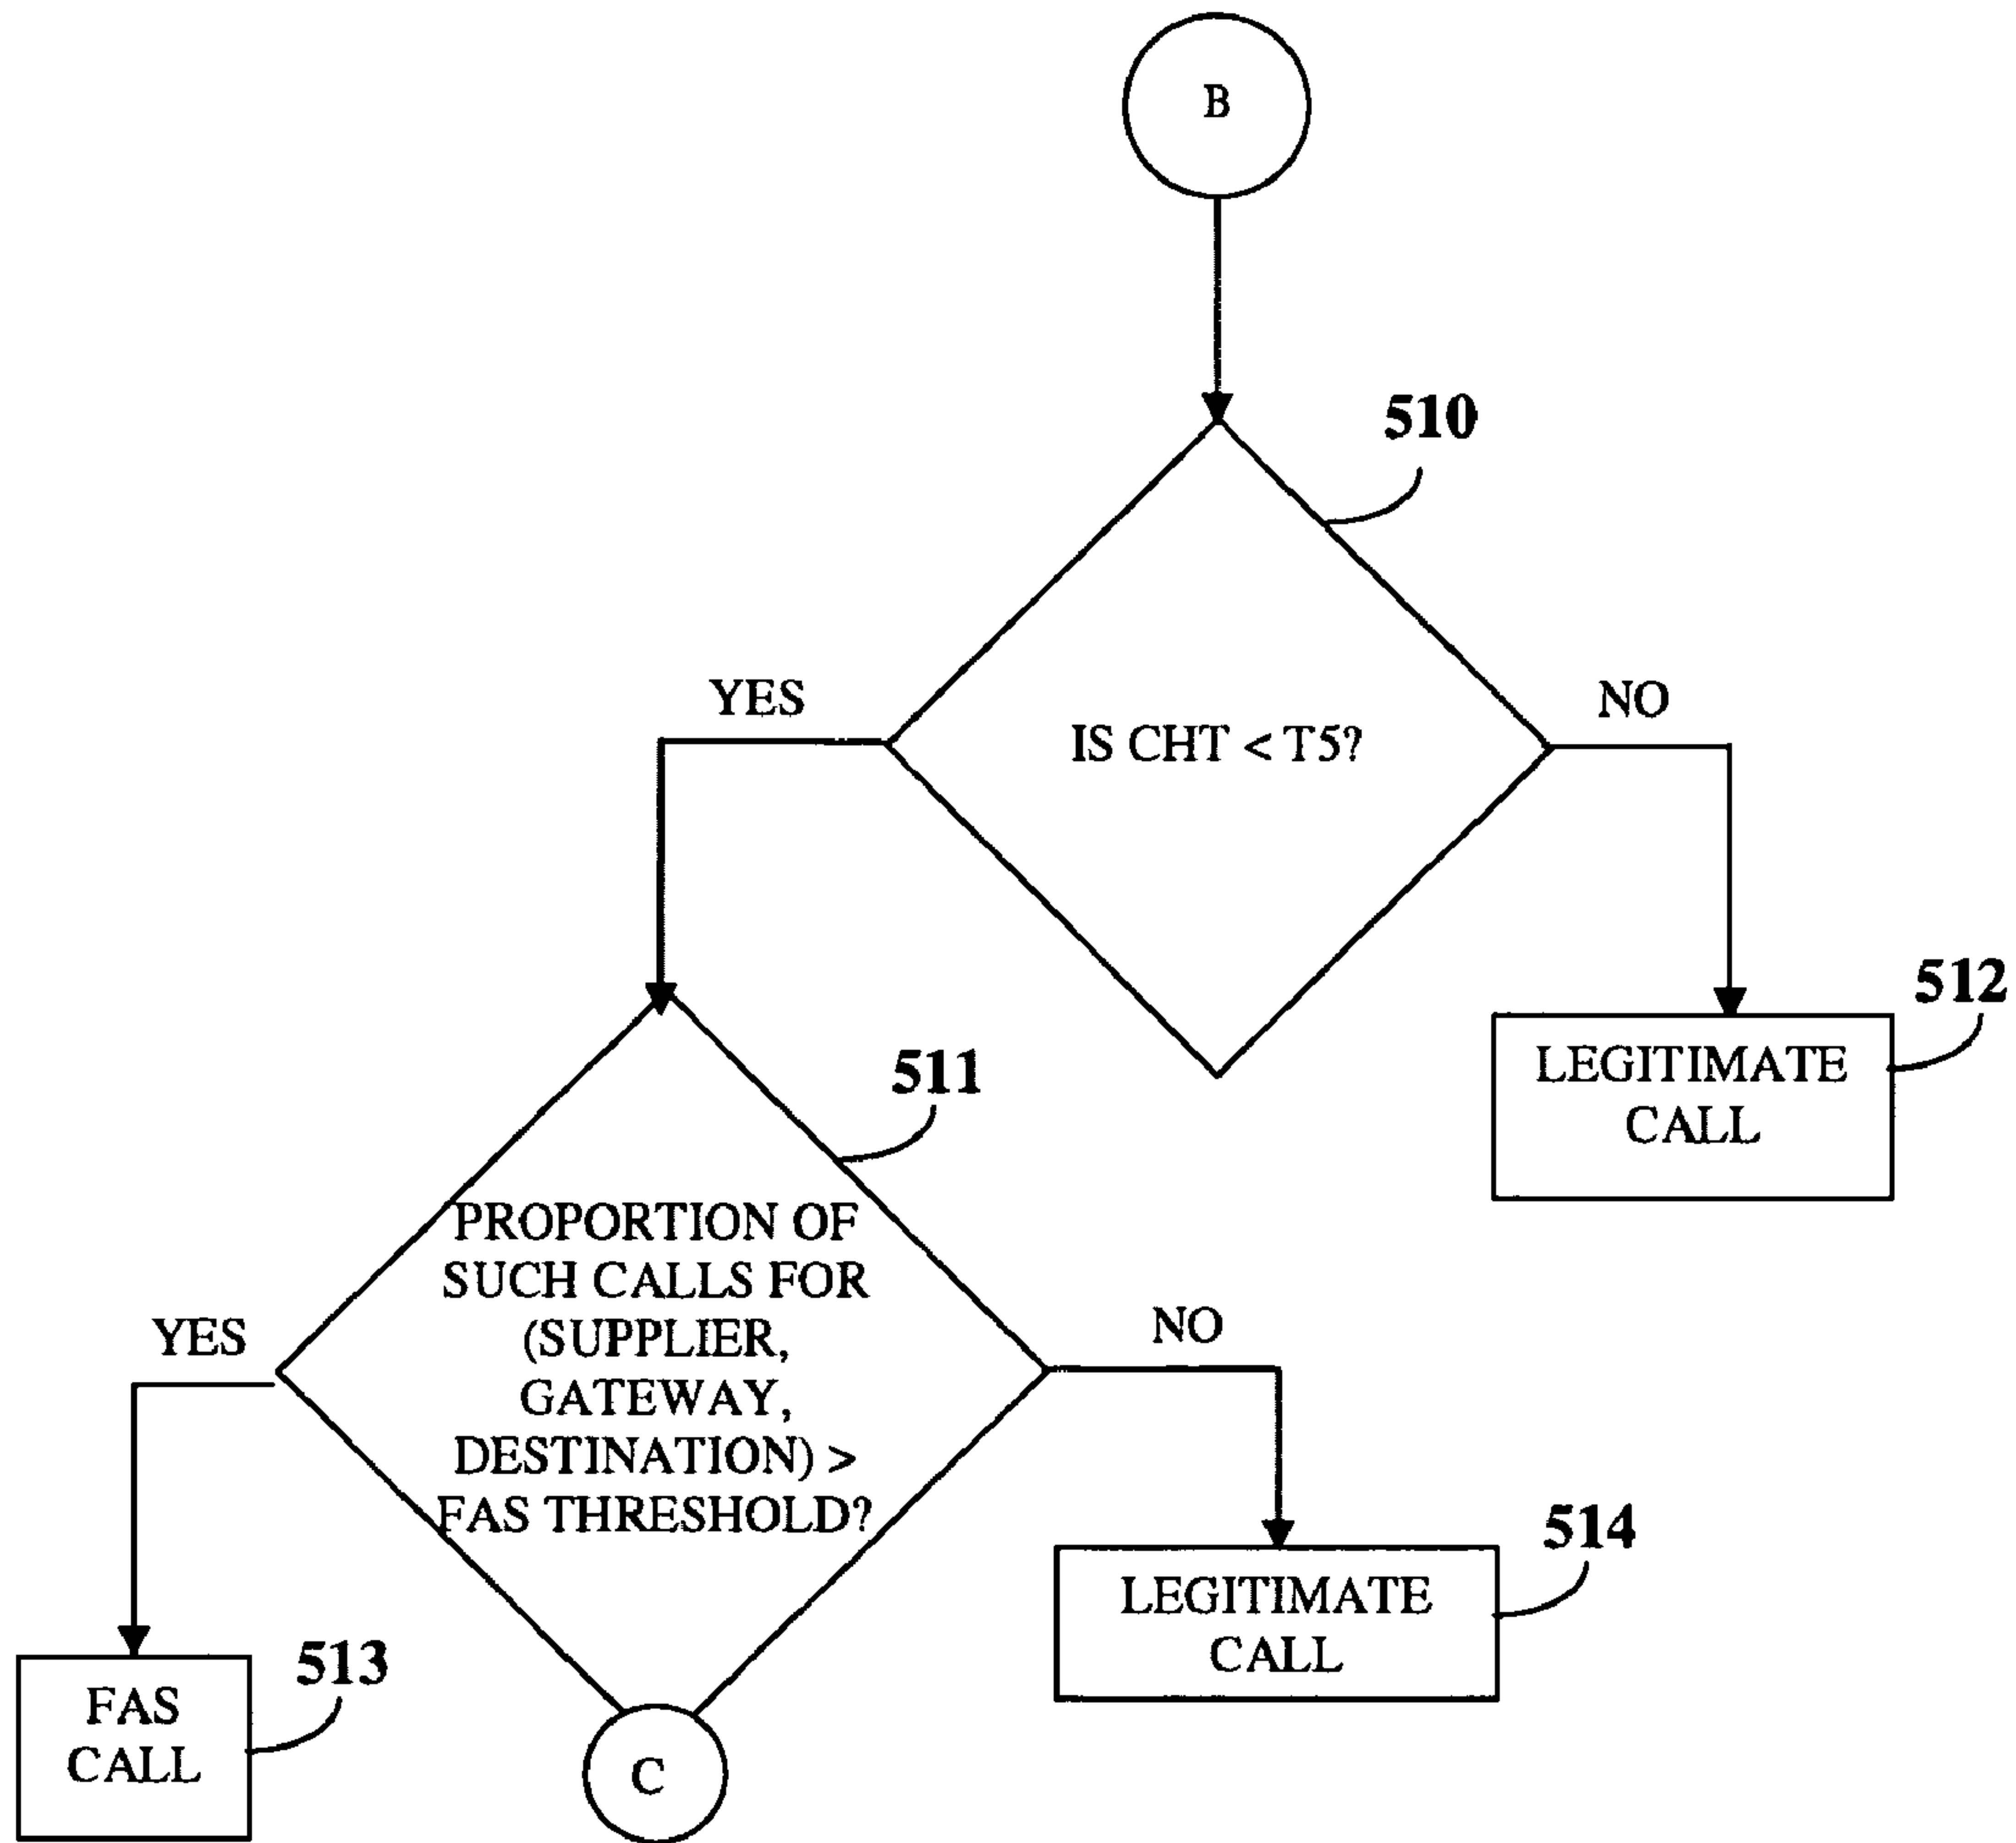 B
510
YES
NO
IS CHT < T5?
512
LEGITIMATE
CALL
511
PROPORTION OF
SUCH CALLS FOR
(SUPPLIER,
GATEWAY,
DESTINATION) >
FAS THRESHOLD?
YES
NO
514
LEGITIMATE
CALL
513
FAS
CALL
C